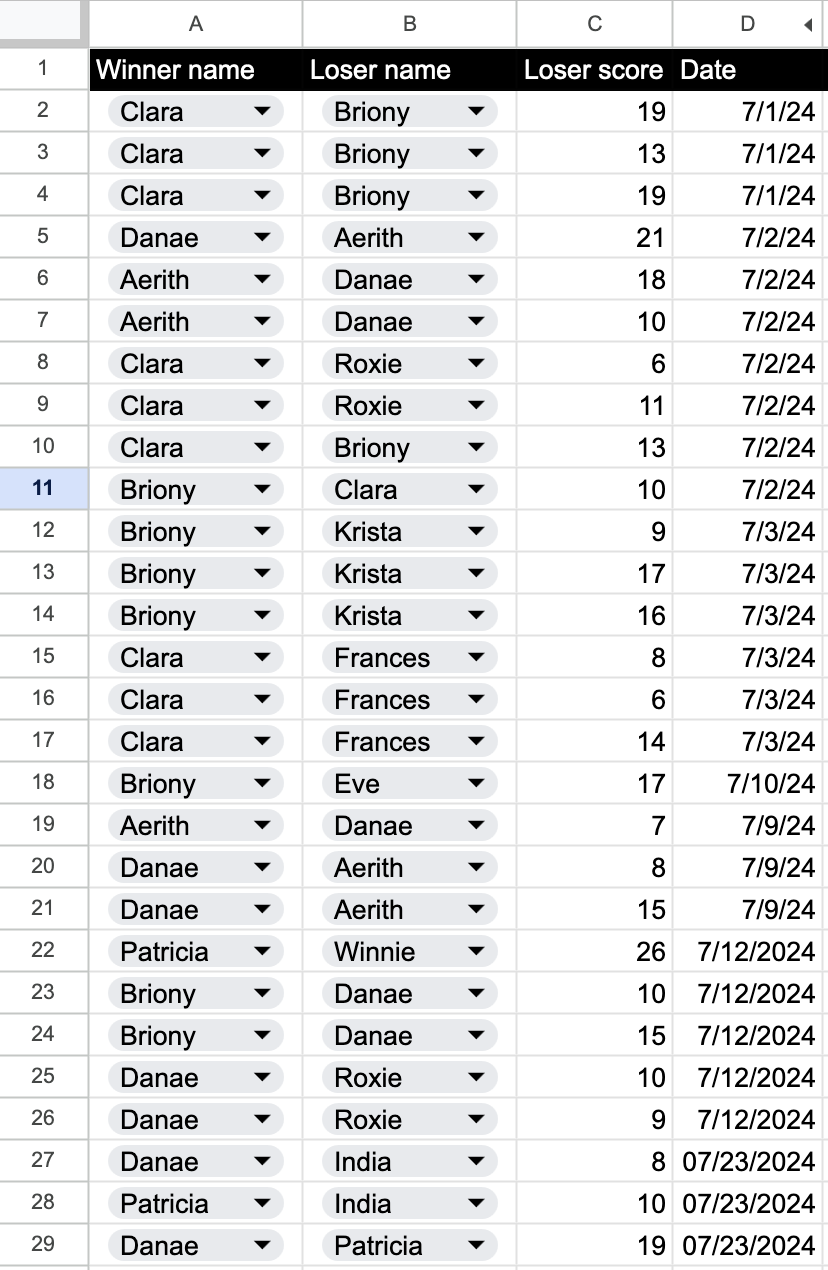 A B C D
1 Winner name Loser name Loser score Date
2 Clara Briony 19 7/1/24
3 Clara Briony 13 7/1/24
4 Clara Briony 19 7/1/24
5 Danae Aerith 21 7/2/24
6 Aerith Danae 18 7/2/24
7 Aerith Danae 10 7/2/24
8 Clara Roxie 6 7/2/24
9 Clara Roxie 11 7/2/24
10 Clara Briony 13 7/2/24
11 Briony Clara 10 7/2/24
12 Briony Krista 9 7/3/24
13 Briony Krista 17 7/3/24
14 Briony Krista 16 7/3/24
15 Clara Frances 8 7/3/24
16 Clara Frances 6 7/3/24
17 Clara Frances 14 7/3/24
18 Briony Eve 17 7/10/24
19 Aerith Danae 7 7/9/24
20 Danae Aerith 8 7/9/24
21 Danae Aerith 15 7/9/24
22 Patricia Winnie 26 7/12/2024
23 Briony Danae 10 7/12/2024
24 Briony Danae 15 7/12/2024
25 Danae Roxie 10 7/12/2024
26 Danae Roxie 9 7/12/2024
27 Danae India 8 07/23/2024
28 Patricia India 10 07/23/2024
29 Danae Patricia 19 07/23/2024